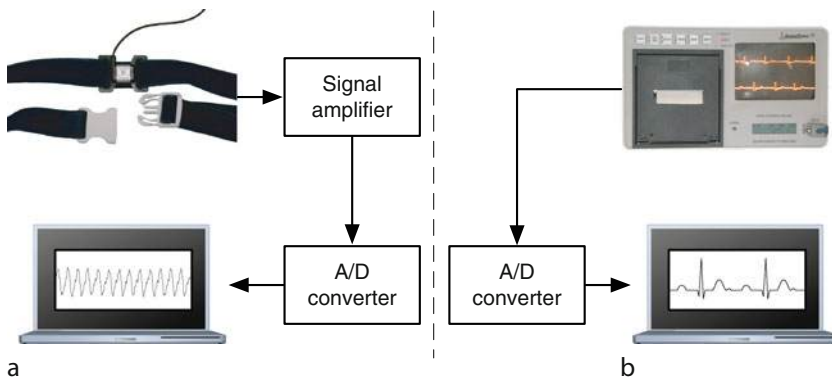 Signal
amplifier
A/D
converter
A/D
converter
a
b